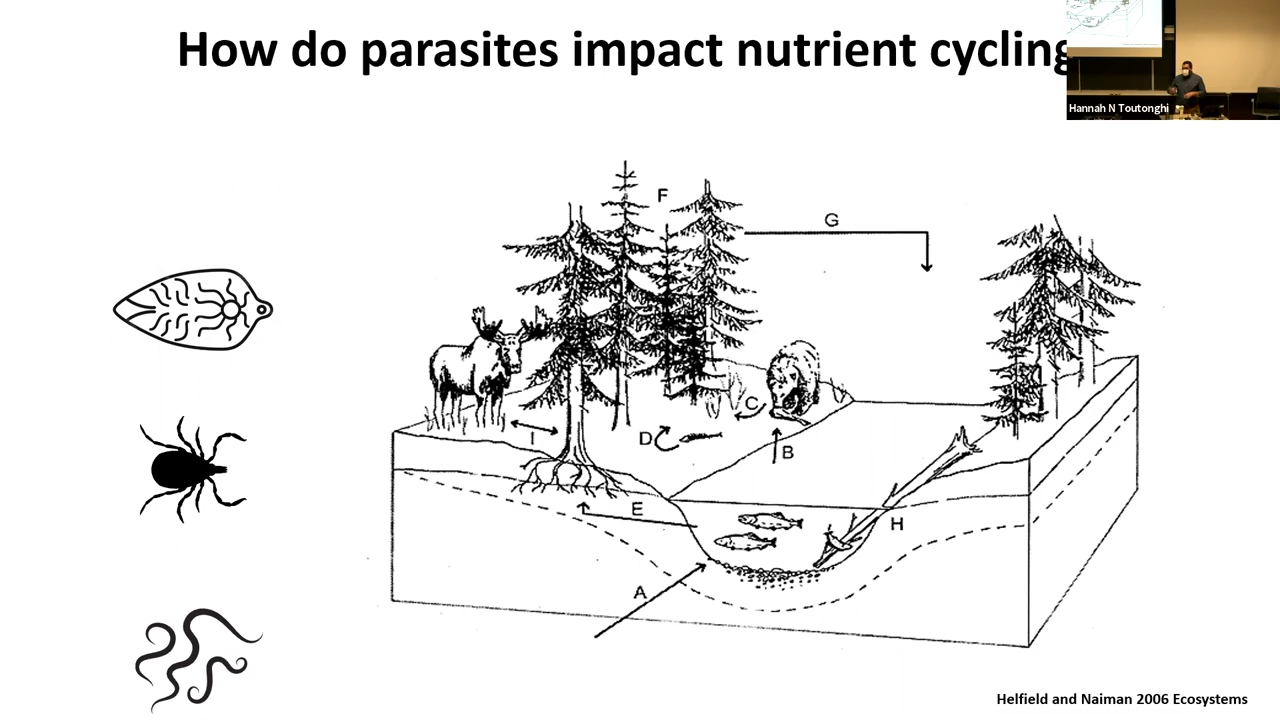 How do parasites impact nutrient cycling
Hannah N Toutonghi
F
G
C
D
I
B
E
H
A
Helfield and Naiman 2006 Ecosystems